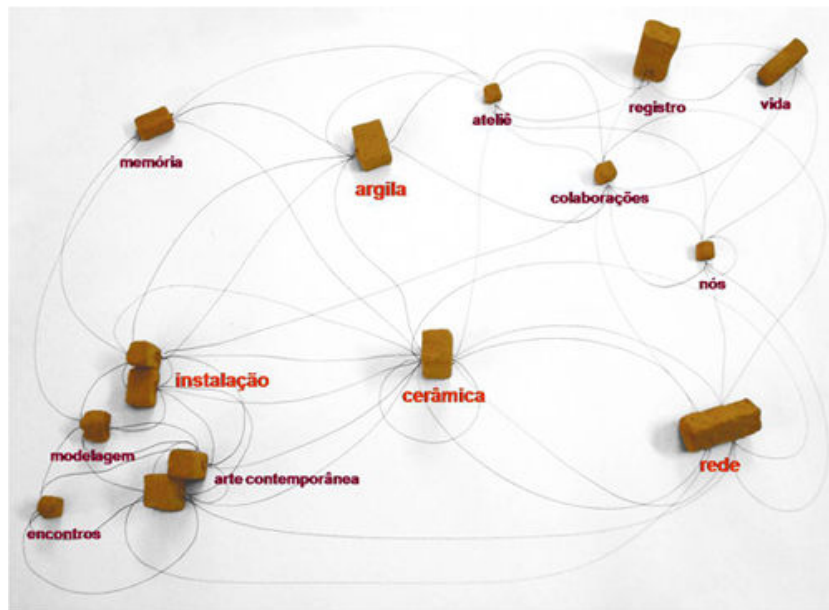 ateliê
registro
vida
memória
argila
colaborações
nós
instalação
cerâmica
modelagem
arte contemporânea
rede
encontros